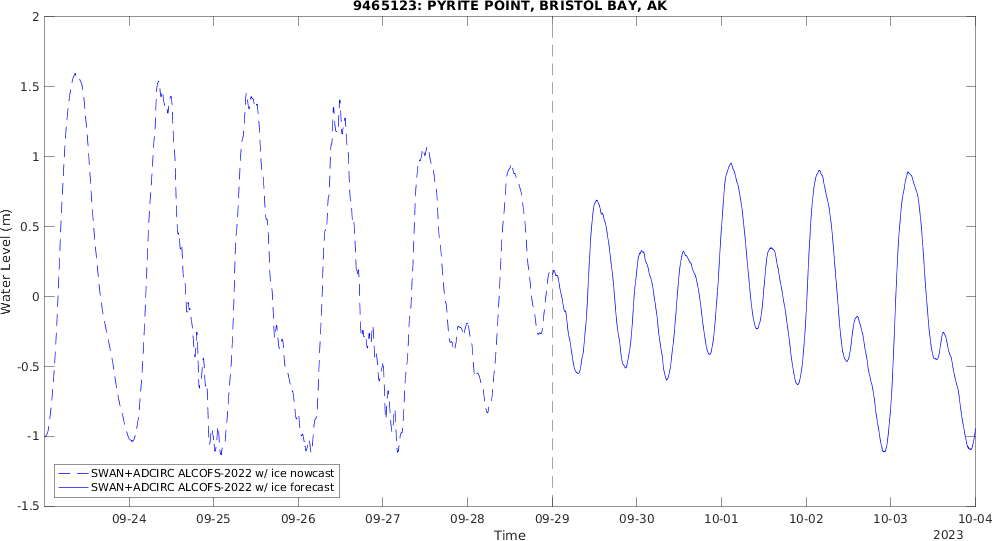 9465123: PYRITE POINT, BRISTOL BAY, AK
2
1.5
1
0.5
0
-0.5
-1
-1.5
Water Level (m)
SWAN+ADCIRC ALCOFS-2022 w/ ice nowcast
SWAN+ADCIRC ALCOFS-2022 w/ ice forecast
09-24 09-25 09-26 09-27 09-28 09-29 09-30 10-01 10-02 10-03 10-04
Time
2023